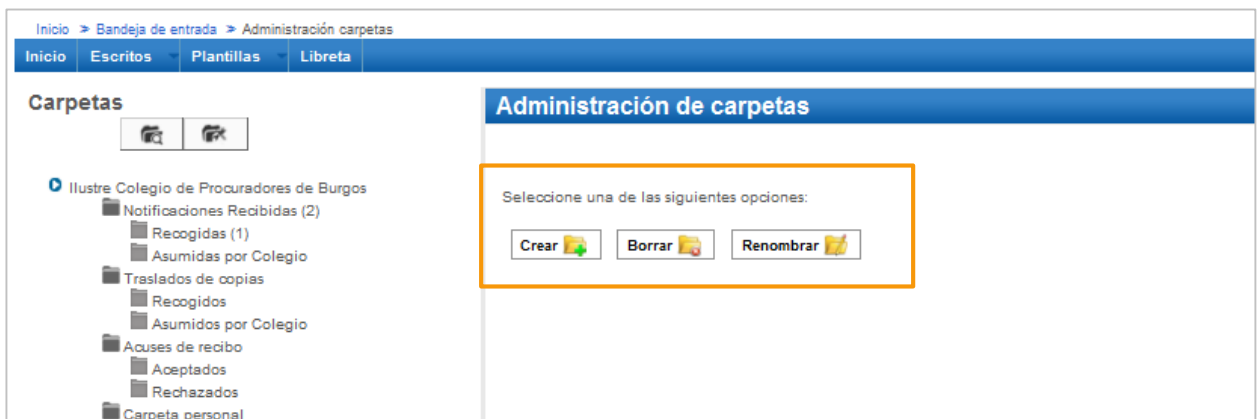 Inicio > Bandeja de entrada > Administración carpetas
Inicio Escritos Plantillas Libreta
Carpetas
Ilustre Colegio de Procuradores de Burgos
Notificaciones Recibidas (2)
Recogidas (1)
Asumidas por Colegio
Traslados de copias
Recogidos
Asumidos por Colegio
Acuses de recibo
Aceptados
Rechazados
Carpeta personal
Administración de carpetas
Seleccione una de las siguientes opciones:
Crear Borrar Renombrar